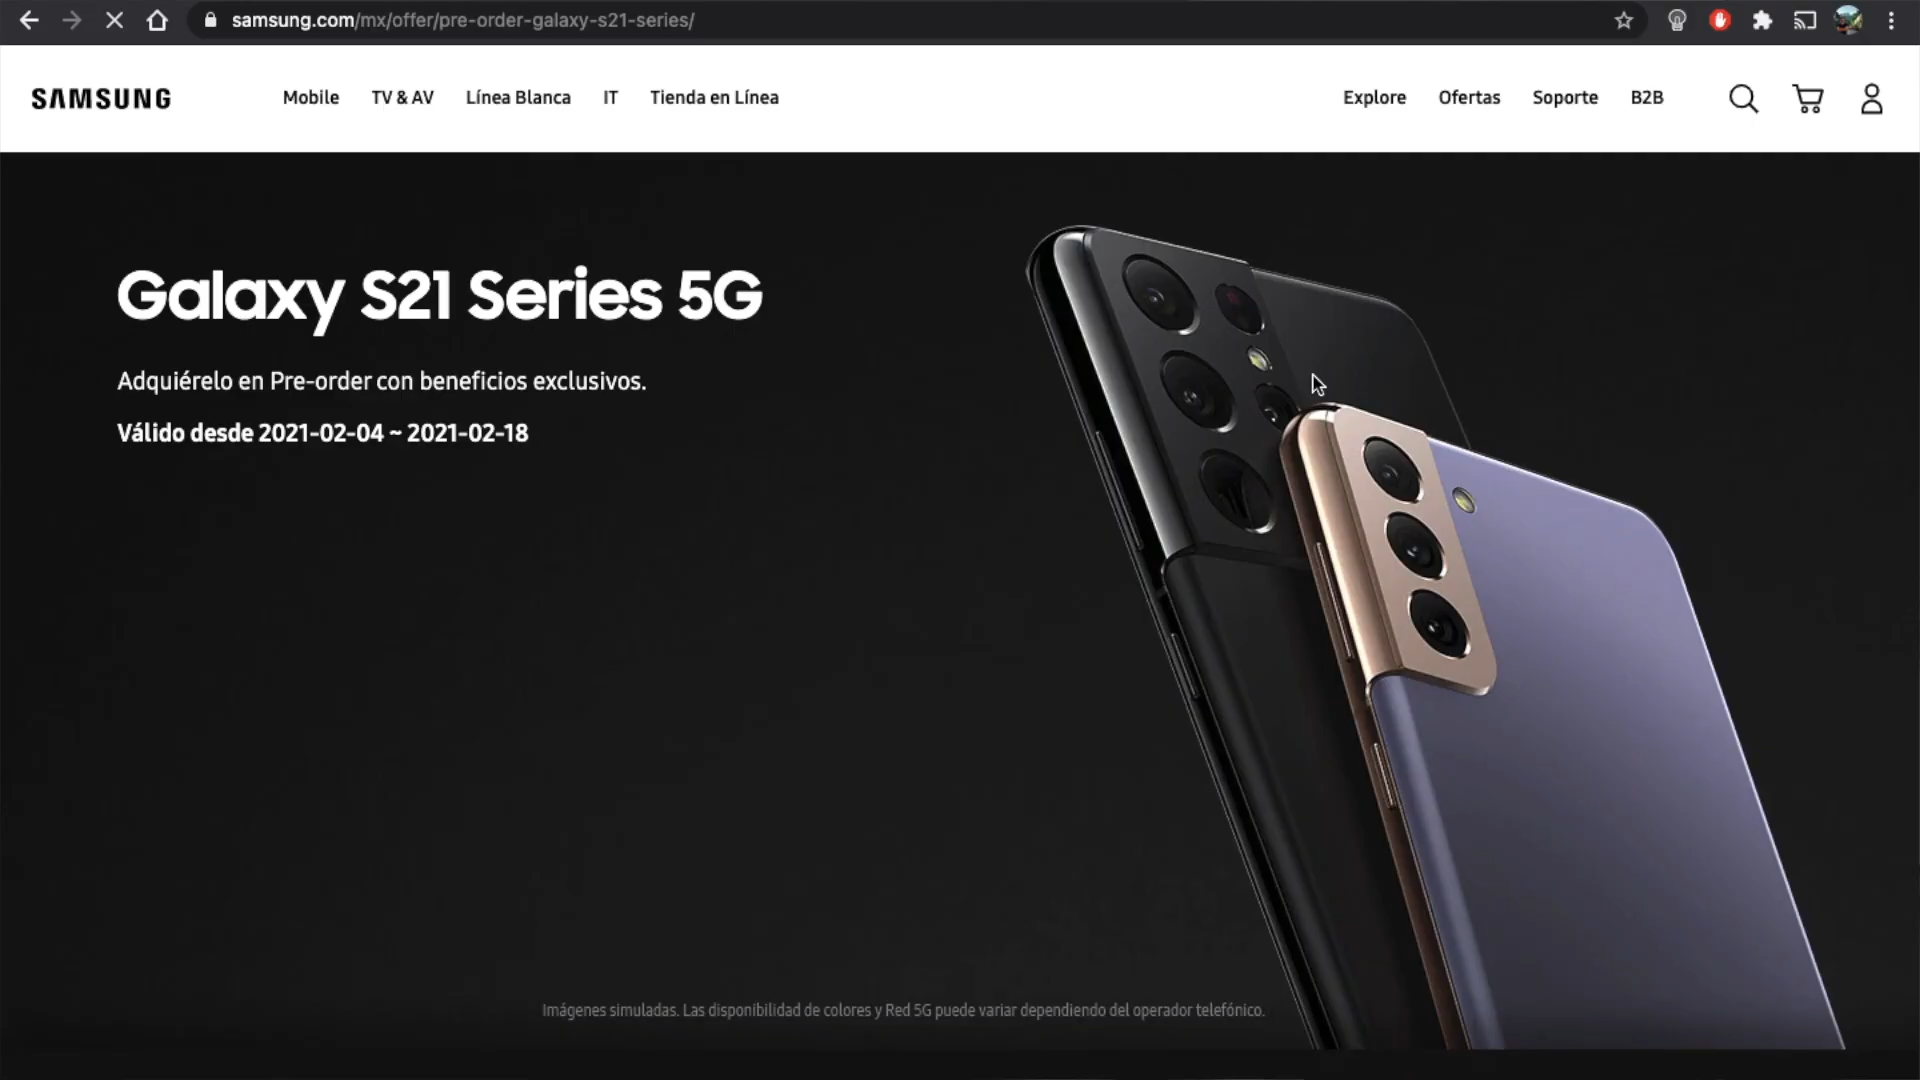 samsung.com/mx/offer/pre-order-galaxy-s21-series/
SAMSUNG Mobile TV & AV Línea Blanca IT Tienda en Línea Explore Ofertas Soporte B2B
Galaxy S21 Series 5G
Adquiérelo en Pre-order con beneficios exclusivos.
Válido desde 2021-02-04 ~ 2021-02-18
Imágenes simuladas. Las disponibilidad de colores y Red 5G puede variar dependiendo del operador telefónico.